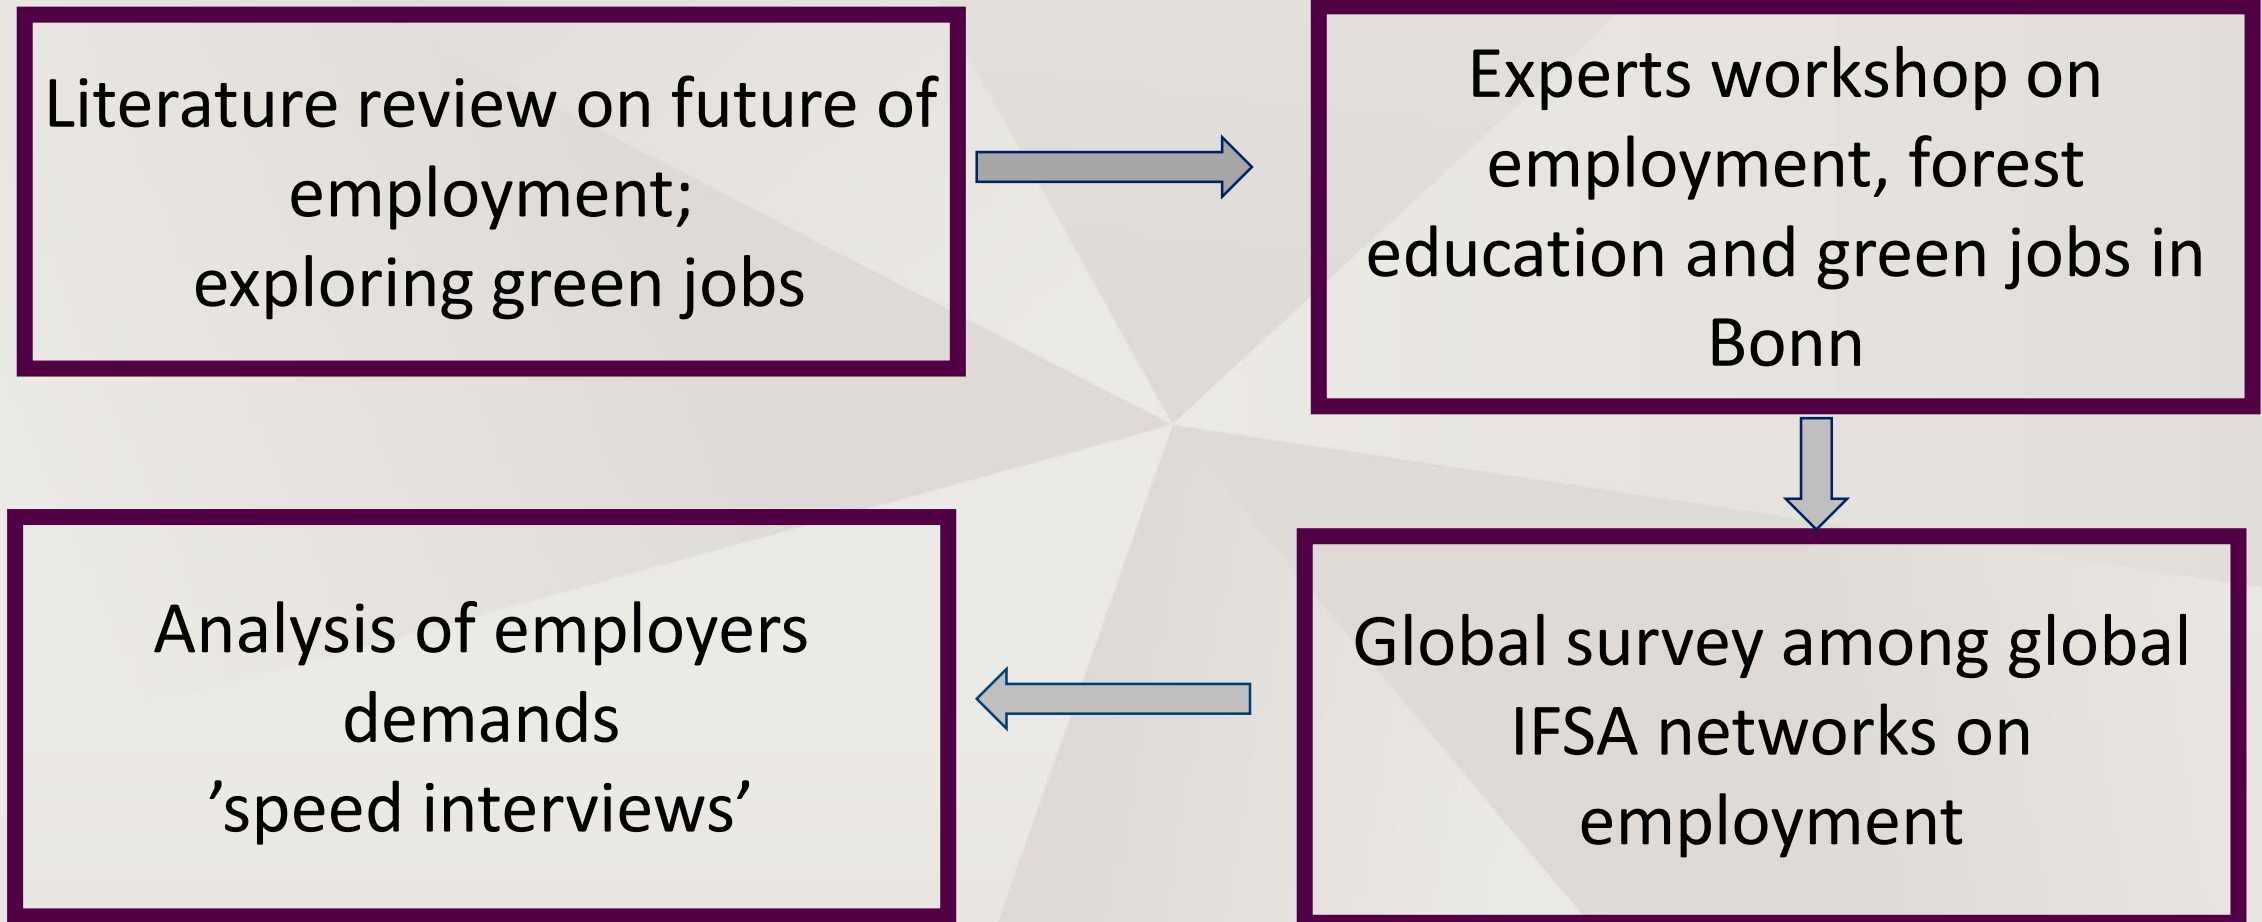 Literature review on future of
employment;
exploring green jobs
Experts workshop on
employment, forest
education and green jobs in
Bonn
Global survey among global
IFSA networks on
employment
Analysis of employers
demands
’speed interviews’